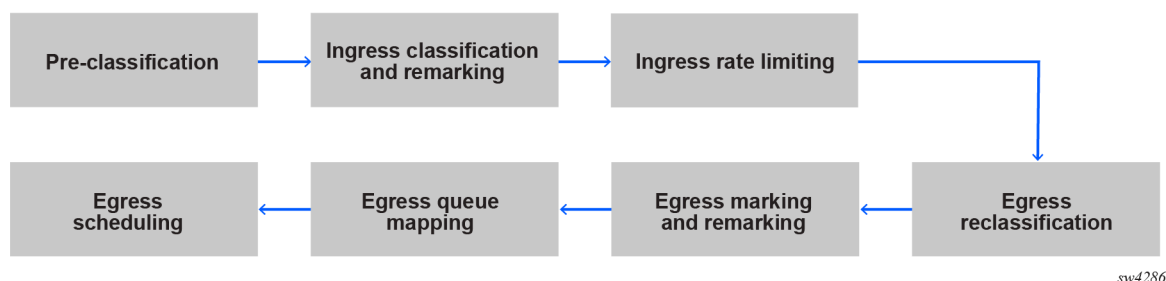 Pre-classification
Ingress classification
and remarking
Ingress rate limiting
Egress
reclassification
Egress marking
and remarking
Egress queue
mapping
Egress
scheduling
sw4286